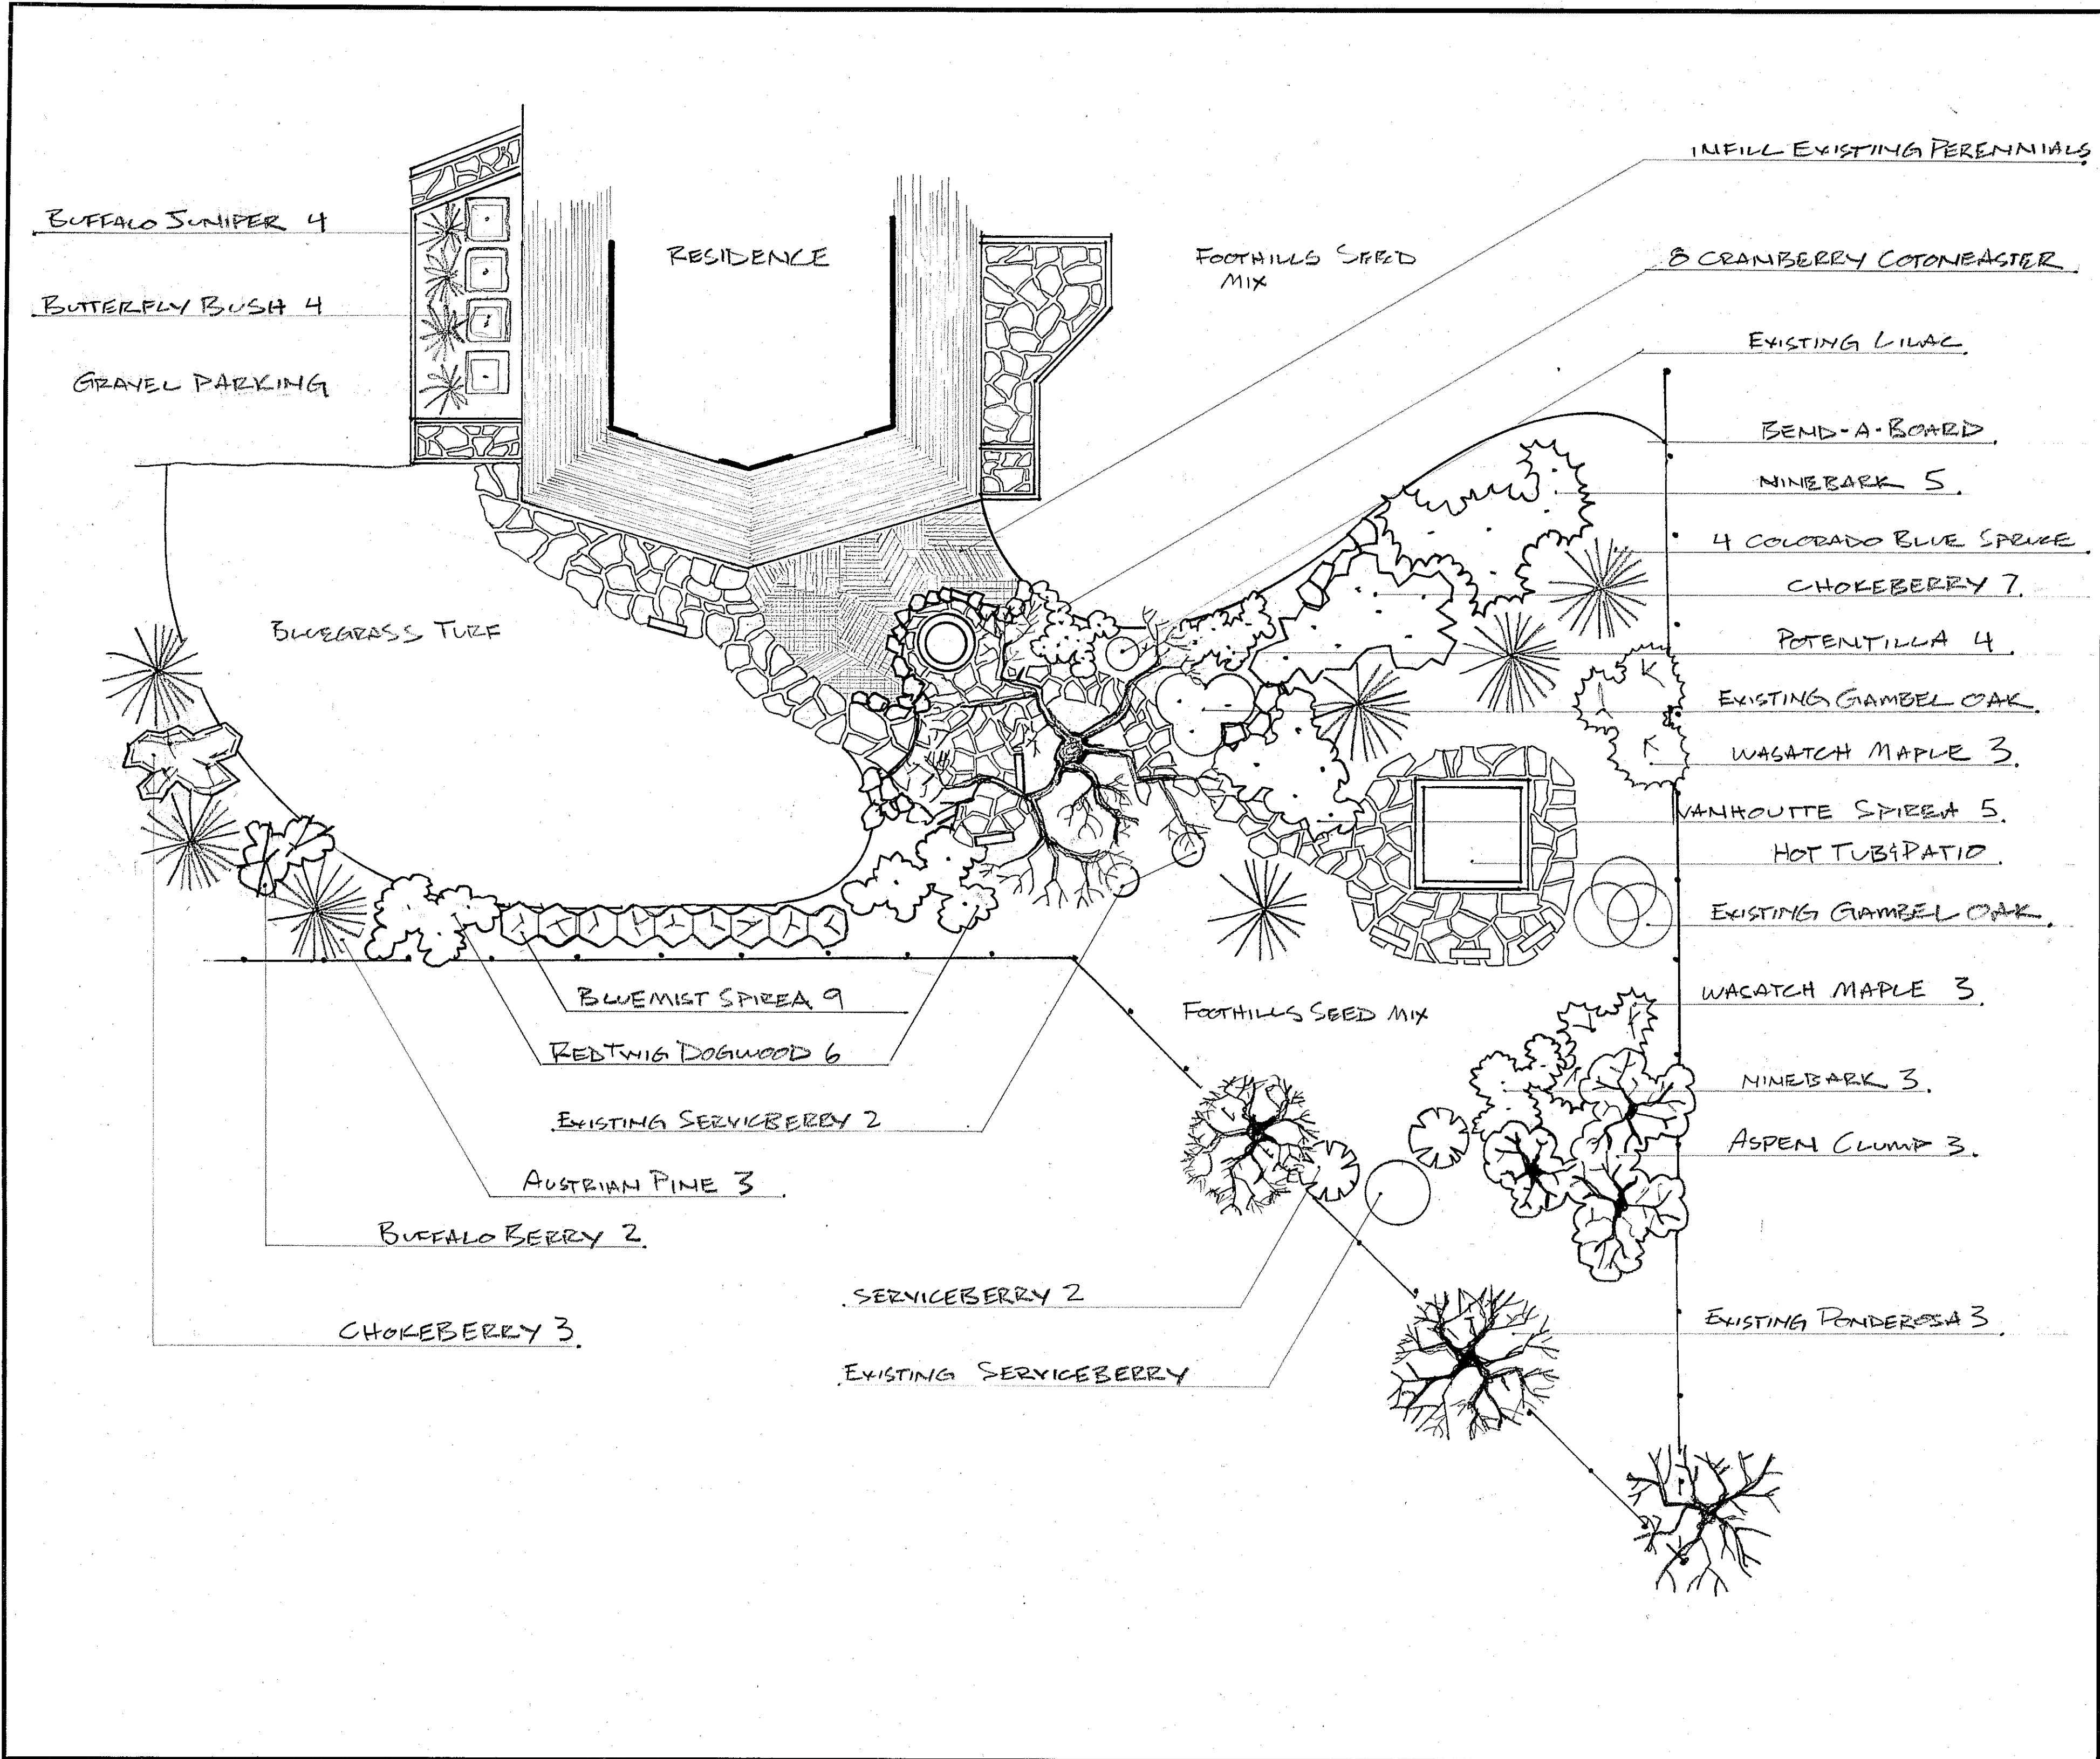 INFILL EXISTING PERENNIALS
BUFFALO JUNIPER 4
BUTTERFLY BUSH 4
GRAVEL PARKING
RESIDENCE
FOOTHILLS SEED
MIX
8 CRANBERRY COTONEASTER
EXISTING LILAC
BEND-A-BOARD
NINEBARK 5
4 COLORADO BLUE SPRUCE
CHOKEBERRY 7
POTENTILLA 4
EXISTING GAMBEL OAK
WASATCH MAPLE 3
VANHOUTTE SPIREA 5
HOT TUB & PATIO
EXISTING GAMBEL OAK
WASATCH MAPLE 3
NINEBARK 3
ASPEN CLUMP 3
EXISTING PONDEROSA 3
BLUEGRASS TURF
BLUEMIST SPIREA 9
REDTWIG DOGWOOD 6
EXISTING SERVICBERRY 2
AUSTRIAN PINE 3
BUFFALO BERRY 2
CHOKEBERRY 3
FOOTHILLS SEED MIX
SERVICEBERRY 2
EXISTING SERVICEBERRY